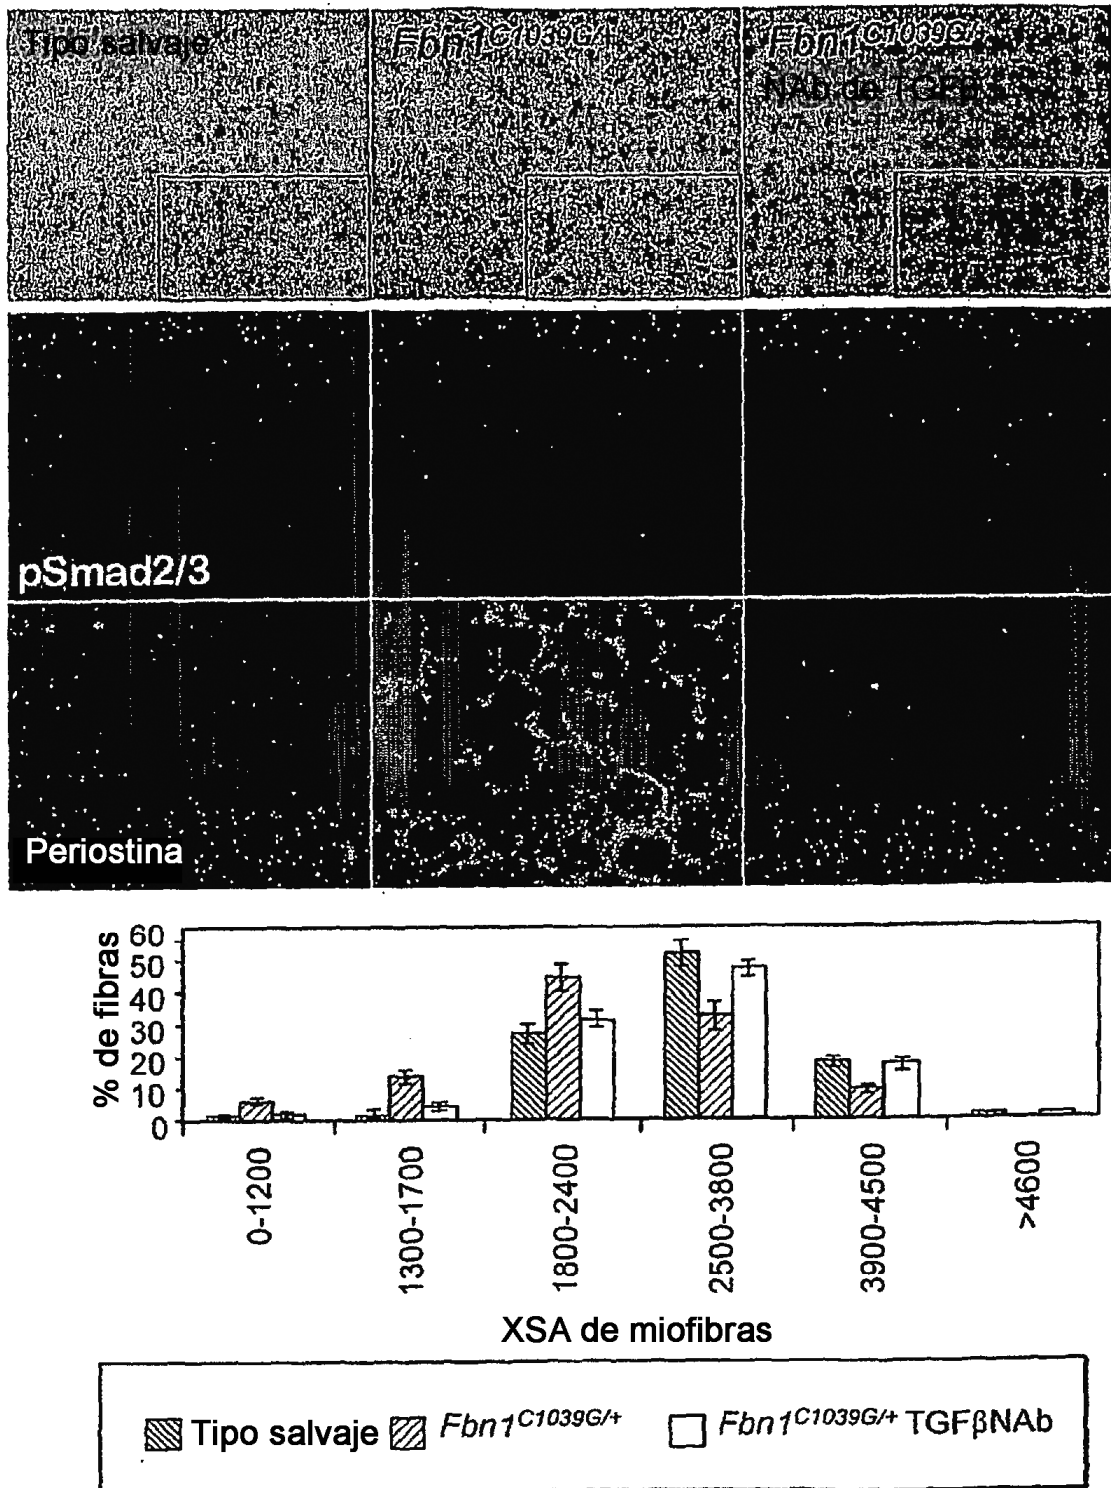 Tipo salvaje
Fbn1C1039G/+
Fbn1C1039G/
NAb de TGFβ
pSmad2/3
Periostina
% de fibras
60
50
40
30
20
10
0
0-1200
1300-1700
1800-2400
2500-3800
3900-4500
>4600
XSA de miofibras
Tipo salvaje
Fbn1C1039G/+
Fbn1C1039G/+ TGFβNAb